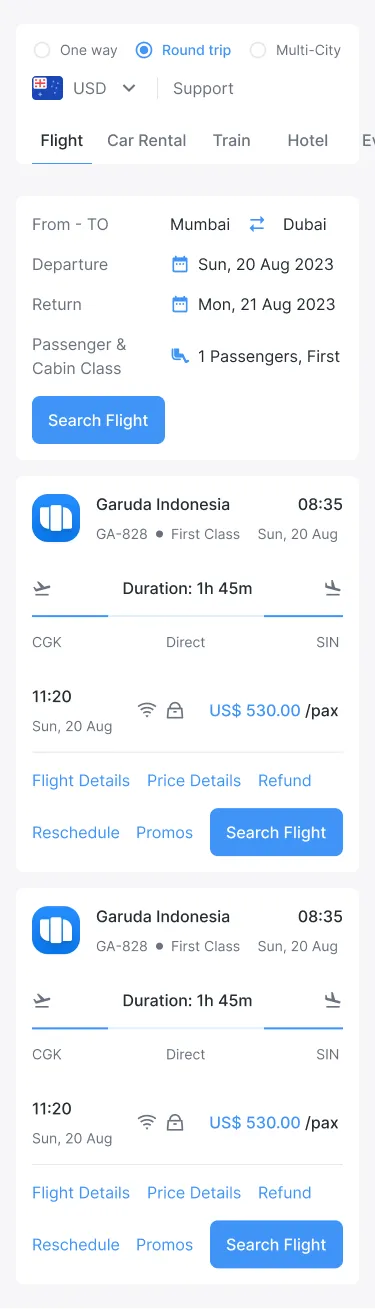 One way Round trip Multi-City
USD Support
Flight Car Rental Train Hotel
From - TO Mumbai Dubai
Departure Sun, 20 Aug 2023
Return Mon, 21 Aug 2023
Passenger &
Cabin Class
1 Passengers, First
Search Flight
Garuda Indonesia 08:35
GA-828 • First Class Sun, 20 Aug
Duration: 1h 45m
CGK Direct SIN
11:20
Sun, 20 Aug
US$ 530.00 /pax
Flight Details Price Details Refund
Reschedule Promos Search Flight
Garuda Indonesia 08:35
GA-828 • First Class Sun, 20 Aug
Duration: 1h 45m
CGK Direct SIN
11:20
Sun, 20 Aug
US$ 530.00 /pax
Flight Details Price Details Refund
Reschedule Promos Search Flight